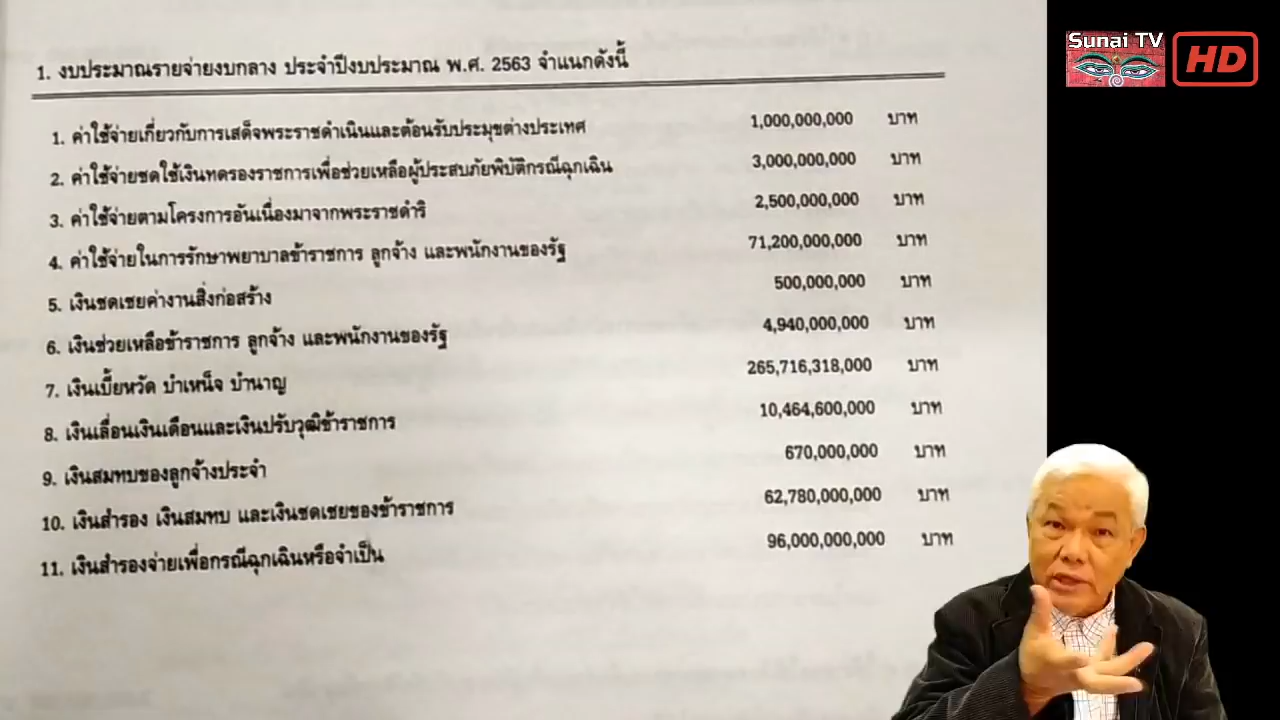 Sunai TV HD
1. งบประมาณรายจ่ายงบกลาง ประจำปีงบประมาณ พ.ศ. 2563 จำแนกดังนี้
1. ค่าใช้จ่ายเกี่ยวกับการเสด็จพระราชดำเนินและต้อนรับประมุขต่างประเทศ 1,000,000,000 บาท
2. ค่าใช้จ่ายชดใช้เงินทดรองราชการเพื่อช่วยเหลือผู้ประสบภัยพิบัติกรณีฉุกเฉิน 3,000,000,000 บาท
3. ค่าใช้จ่ายตามโครงการอันเนื่องมาจากพระราชดำริ 2,500,000,000 บาท
4. ค่าใช้จ่ายในการรักษาพยาบาลข้าราชการ ลูกจ้าง และพนักงานของรัฐ 71,200,000,000 บาท
5. เงินชดเชยค่างานสิ่งก่อสร้าง 500,000,000 บาท
6. เงินช่วยเหลือข้าราชการ ลูกจ้าง และพนักงานของรัฐ 4,940,000,000 บาท
7. เงินเบี้ยหวัด บำเหน็จ บำนาญ 265,716,318,000 บาท
8. เงินเลื่อนเงินเดือนและเงินปรับวุฒิข้าราชการ 10,464,600,000 บาท
9. เงินสมทบของลูกจ้างประจำ 670,000,000 บาท
10. เงินสำรอง เงินสมทบ และเงินชดเชยของข้าราชการ 62,780,000,000 บาท
11. เงินสำรองจ่ายเพื่อกรณีฉุกเฉินหรือจำเป็น 96,000,000,000 บาท